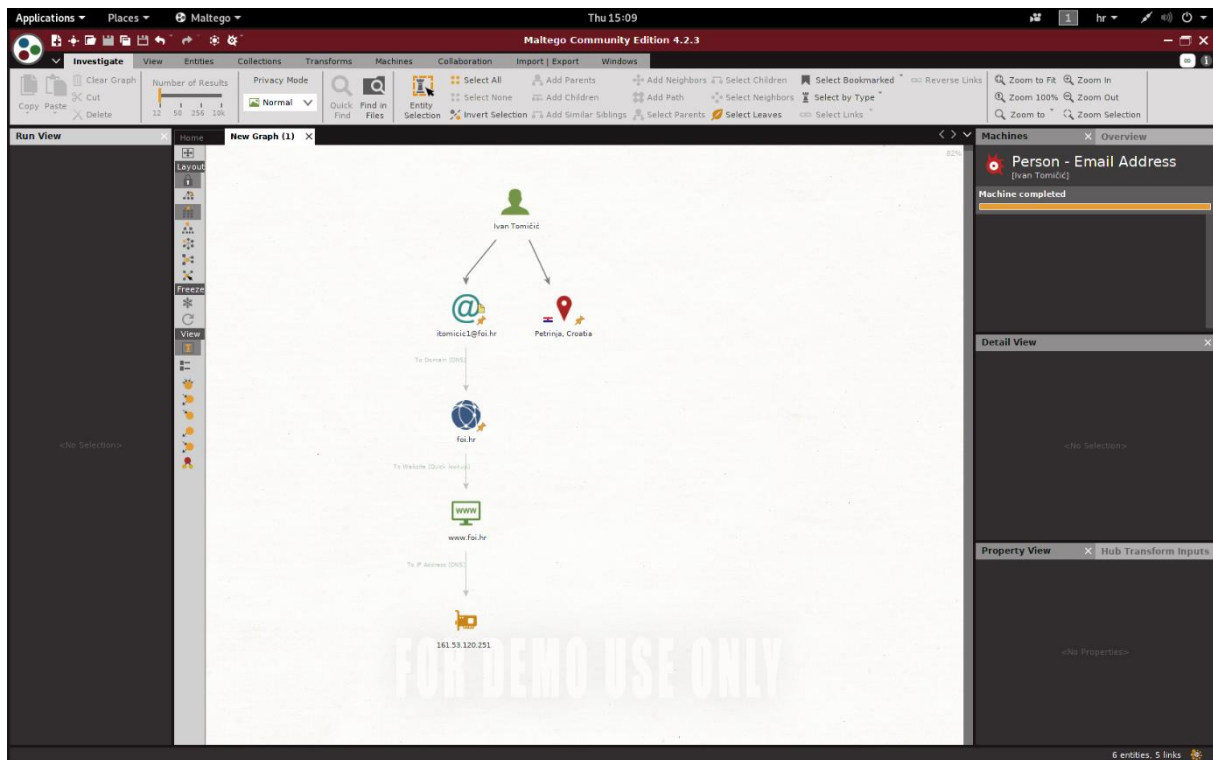 Applications Places Maltego Thu 15:09 1 hr
Maltego Community Edition 4.2.3
Investigate View Entities Collections Transforms Machines Collaboration Import | Export Windows
Copy Paste Clear Graph Cut Delete
Number of Results 12 50 256 10k
Privacy Mode Normal
Quick Find Find in Files Entity Selection
Select All Add Parents Add Neighbors Select Children Select Bookmarked Reverse Links Zoom to Fit Zoom In
Select None Add Children Add Path Select Neighbors Select by Type Zoom 100% Zoom Out
Invert Selection Add Similar Siblings Select Parents Select Leaves Select Links Zoom to Zoom Selection
Run View
<No Selection>
Home New Graph (1)
82%
Layout
Freeze
View
Ivan Tomičić
itomicic1@foi.hr Petrinja, Croatia
To Domain [DNS]
foi.hr
To Website [Quick lookup]
WWW
www.foi.hr
To IP Address [DNS]
161.53.120.251
FOR DEMO USE ONLY
Machines Overview
Person - Email Address
[Ivan Tomičić]
Machine completed
Detail View
<No Selection>
Property View Hub Transform Inputs
<No Properties>
6 entities, 5 links